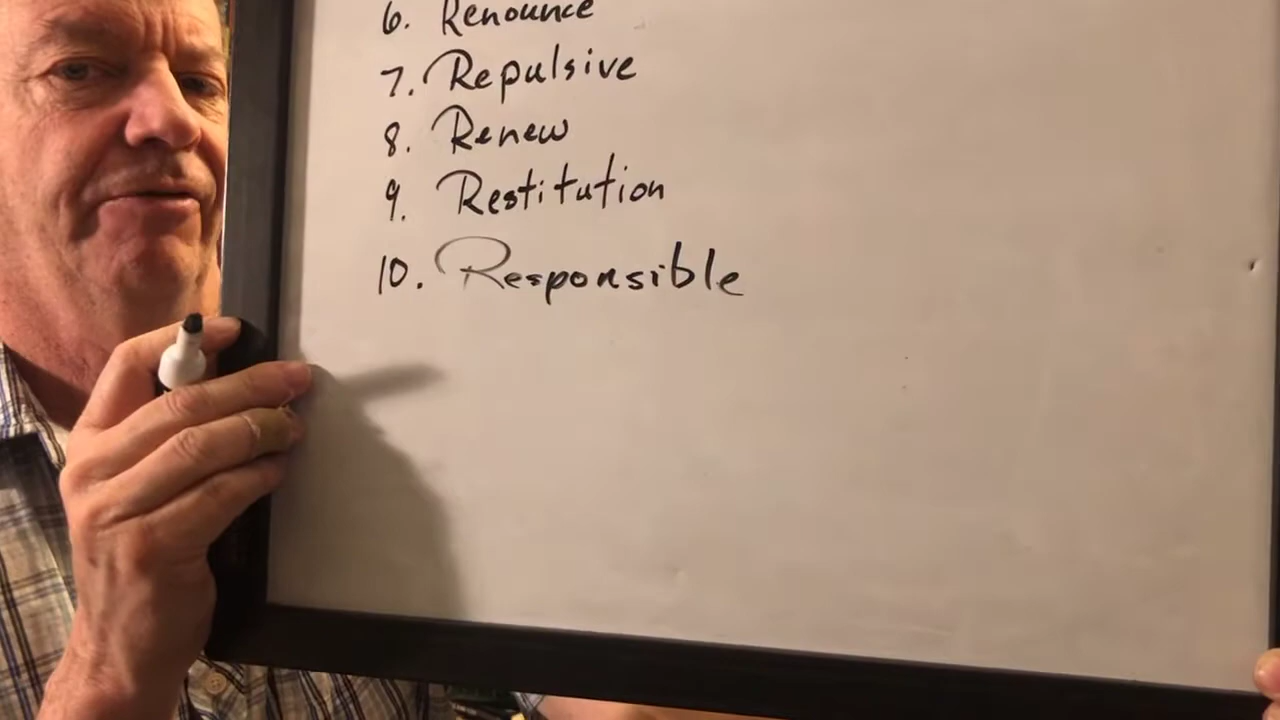 6. Renounce
7. Repulsive
8. Renew
9. Restitution
10. Responsible